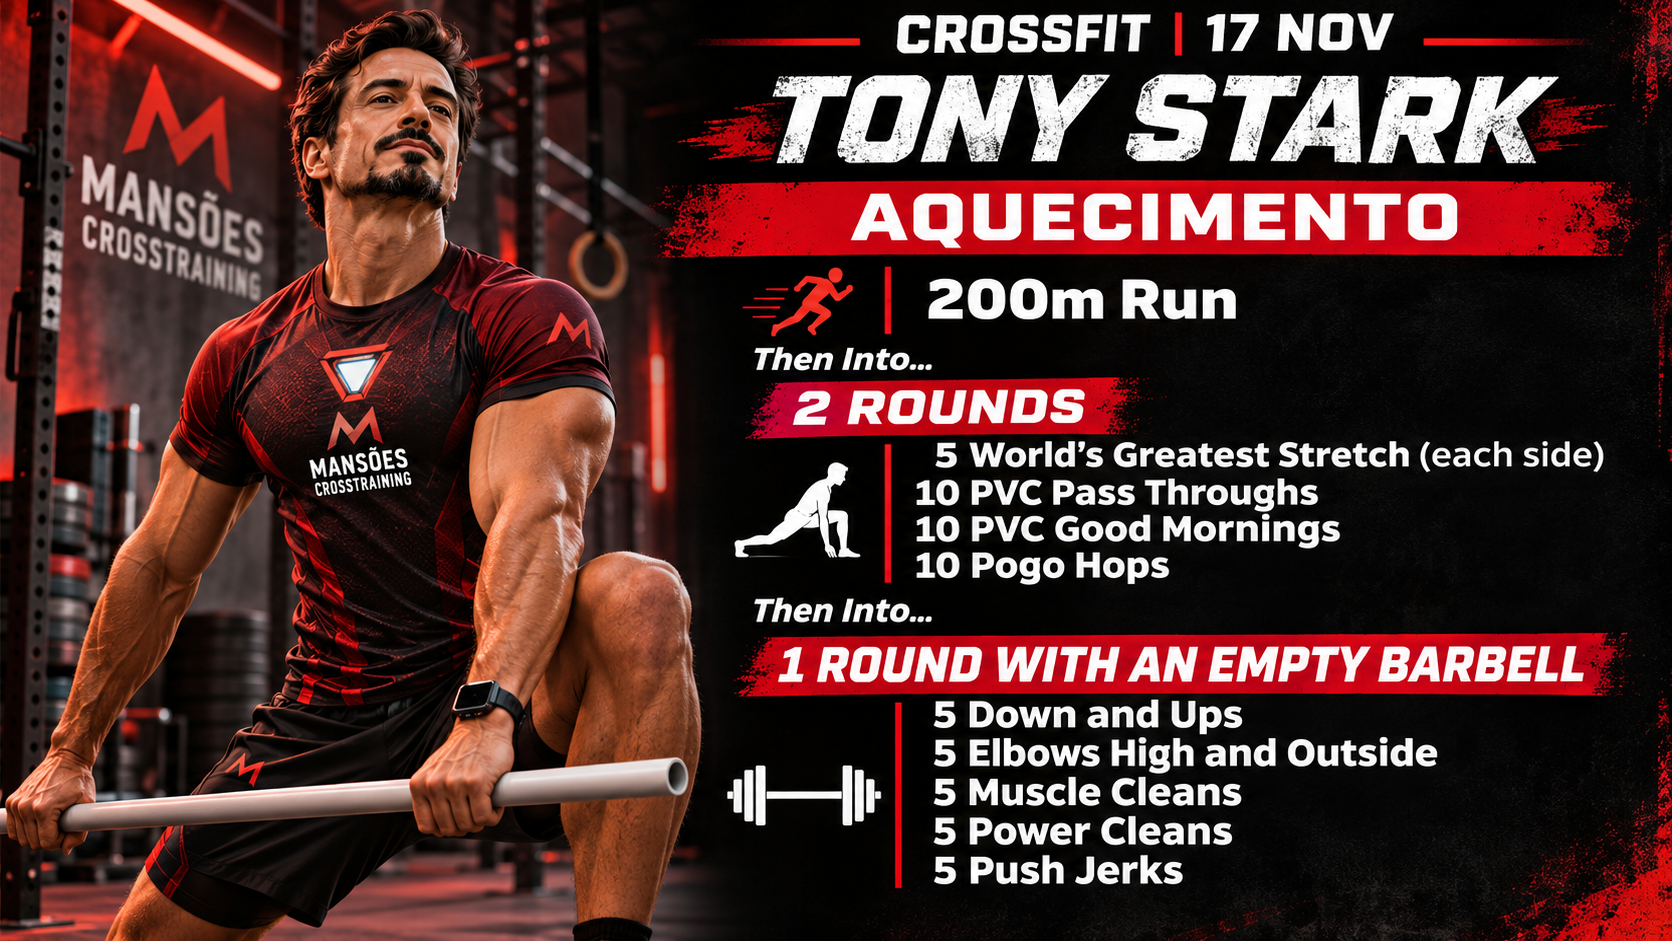 CROSSFIT | 17 NOV
TONY STARK
AQUECIMENTO
200m Run
Then Into...
2 ROUNDS
5 World's Greatest Stretch (each side)
10 PVC Pass Throughs
10 PVC Good Mornings
10 Pogo Hops
Then Into...
1 ROUND WITH AN EMPTY BARBELL
5 Down and Ups
5 Elbows High and Outside
5 Muscle Cleans
5 Power Cleans
5 Push Jerks
M
MANSÕES
CROSSTRAINING
M
M
MANSÕES
CROSSTRAINING
M